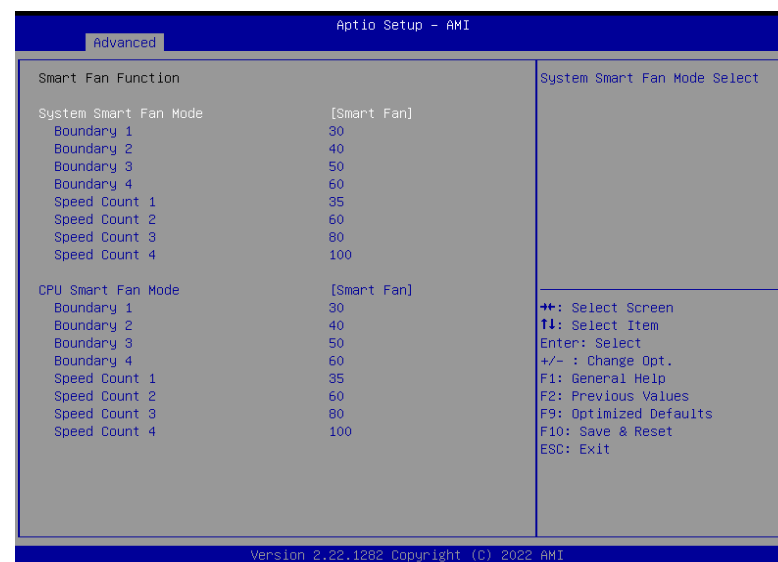 Aptio Setup – AMI
Advanced
Smart Fan Function
System Smart Fan Mode [Smart Fan]
Boundary 1 30
Boundary 2 40
Boundary 3 50
Boundary 4 60
Speed Count 1 35
Speed Count 2 60
Speed Count 3 80
Speed Count 4 100
CPU Smart Fan Mode [Smart Fan]
Boundary 1 30
Boundary 2 40
Boundary 3 50
Boundary 4 60
Speed Count 1 35
Speed Count 2 60
Speed Count 3 80
Speed Count 4 100
System Smart Fan Mode Select
→←: Select Screen
↑↓: Select Item
Enter: Select
+/- : Change Opt.
F1: General Help
F2: Previous Values
F9: Optimized Defaults
F10: Save & Reset
ESC: Exit
Version 2.22.1282 Copyright (C) 2022 AMI